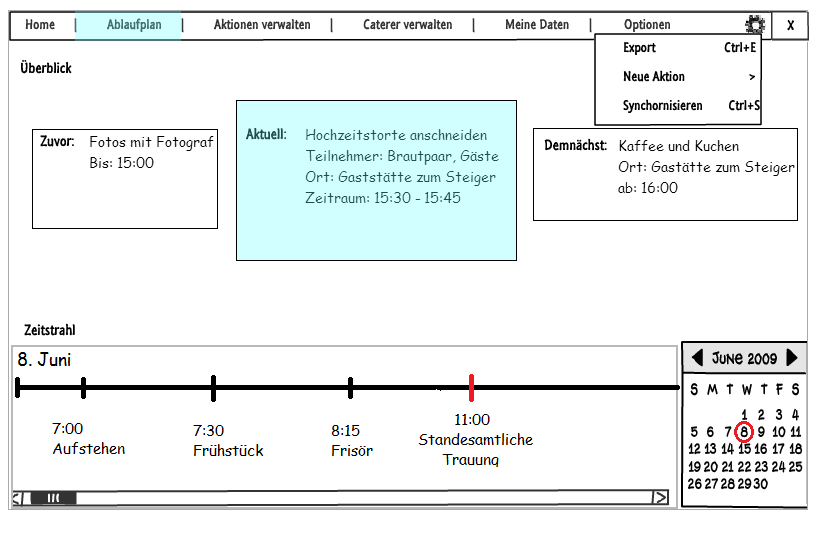 Home | Ablaufplan | Aktionen verwalten | Caterer verwalten | Meine Daten | Optionen X
Export Ctrl+E
Neue Aktion >
Synchornisieren Ctrl+S
Überblick
Zuvor: Fotos mit Fotograf
Bis: 15:00
Aktuell: Hochzeitstorte anschneiden
Teilnehmer: Brautpaar, Gäste
Ort: Gaststätte zum Steiger
Zeitraum: 15:30 - 15:45
Demnächst: Kaffee und Kuchen
Ort: Gastätte zum Steiger
ab: 16:00
Zeitstrahl
8. Juni
7:00
Aufstehen
7:30
Frühstück
8:15
Frisör
11:00
Standesamtliche
Trauung
June 2009
S M T W T F S
1 2 3 4
5 6 7 8 9 10 11
12 13 14 15 16 17 18
19 20 21 22 23 24 25
26 27 28 29 30